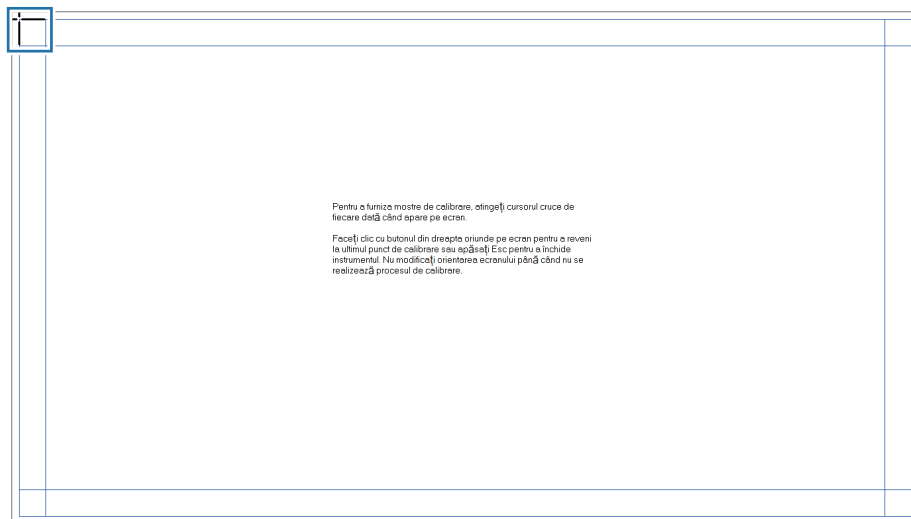 Pentru a furniza mostre de calibrare, atingeți cursorul cruce de
fiecare dată când apare pe ecran.
Faceți clic cu butonul din dreapta oriunde pe ecran pentru a reveni
la ultimul punct de calibrare sau apăsați Esc pentru a închide
instrumentul. Nu modificați orientarea ecranului până când nu se
realizează procesul de calibrare.